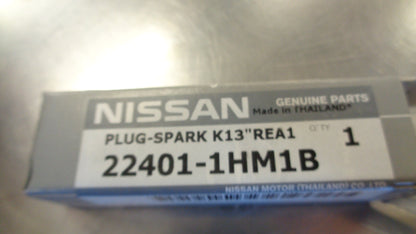 NISSAN GENUINE PARTS
Made in THAILAND
PLUG-SPARK K13"REA1 Q'TY 1
22401-1HM1B
NISSAN MOTOR (THAILAND) CO.,LTD.